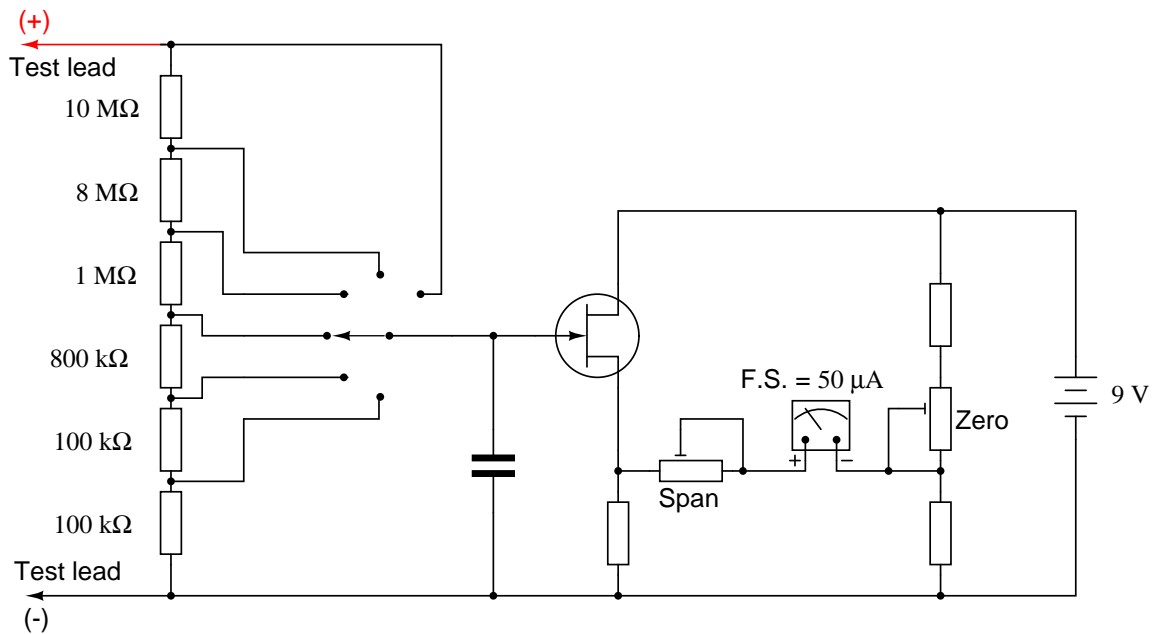 (+)
Test lead
10 MΩ
8 MΩ
1 MΩ
800 kΩ
F.S. = 50 μA
9 V
Zero
100 kΩ
+ −
Span
100 kΩ
Test lead
(-)